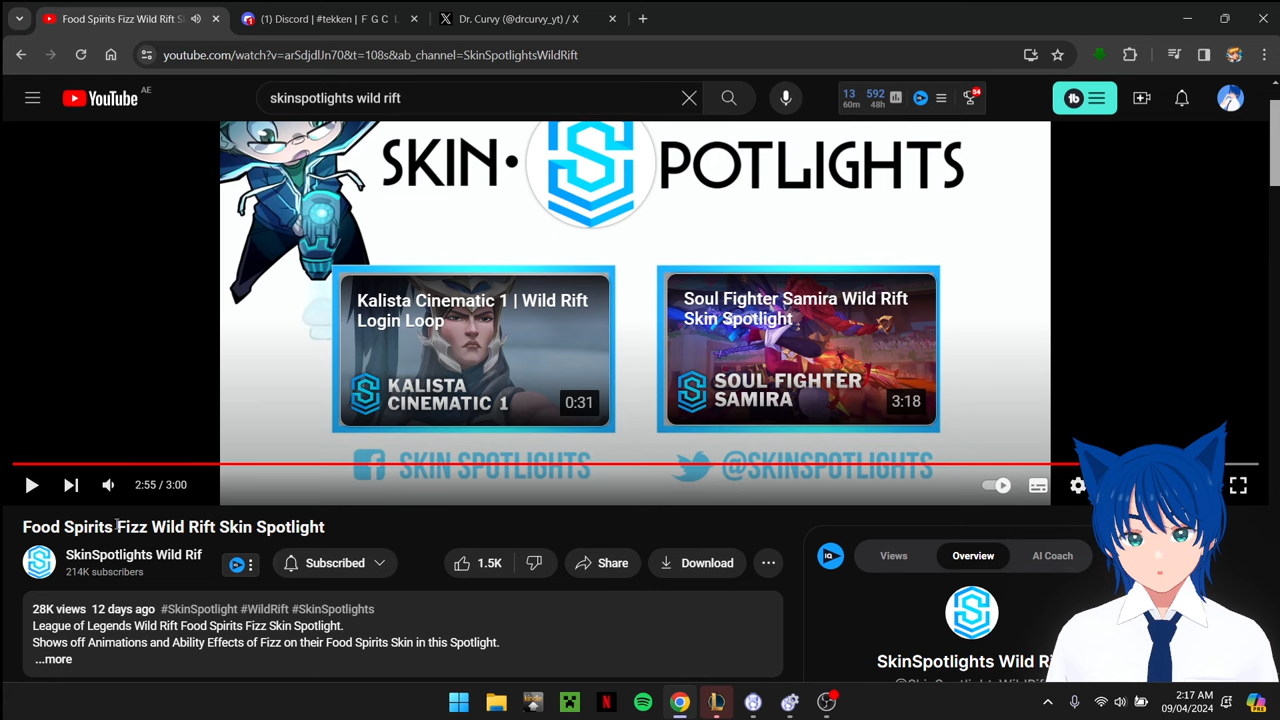 Food Spirits Fizz Wild Rift S
(1) Discord | #tekken | F G C L
Dr. Curvy (@drcurvy_yt) / X
youtube.com/watch?v=arSdjdUn70&t=108s&ab_channel=SkinSpotlightsWildRift
YouTube AE
skinspotlights wild rift
13 592
60m 48h
54
SKIN·SPOTLIGHTS
Kalista Cinematic 1 | Wild Rift
Login Loop
KALISTA
CINEMATIC 1
0:31
Soul Fighter Samira Wild Rift
Skin Spotlight
SOUL FIGHTER
SAMIRA
3:18
SKIN SPOTLIGHTS
@SKINSPOTLIGHTS
2:55 / 3:00
Food Spirits Fizz Wild Rift Skin Spotlight
SkinSpotlights Wild Rif
214K subscribers
Subscribed
1.5K
Share
Download
28K views 12 days ago #SkinSpotlight #WildRift #SkinSpotlights
League of Legends Wild Rift Food Spirits Fizz Skin Spotlight.
Shows off Animations and Ability Effects of Fizz on their Food Spirits Skin in this Spotlight.
...more
Views
Overview
AI Coach
SkinSpotlights Wild Ri
2:17 AM
09/04/2024